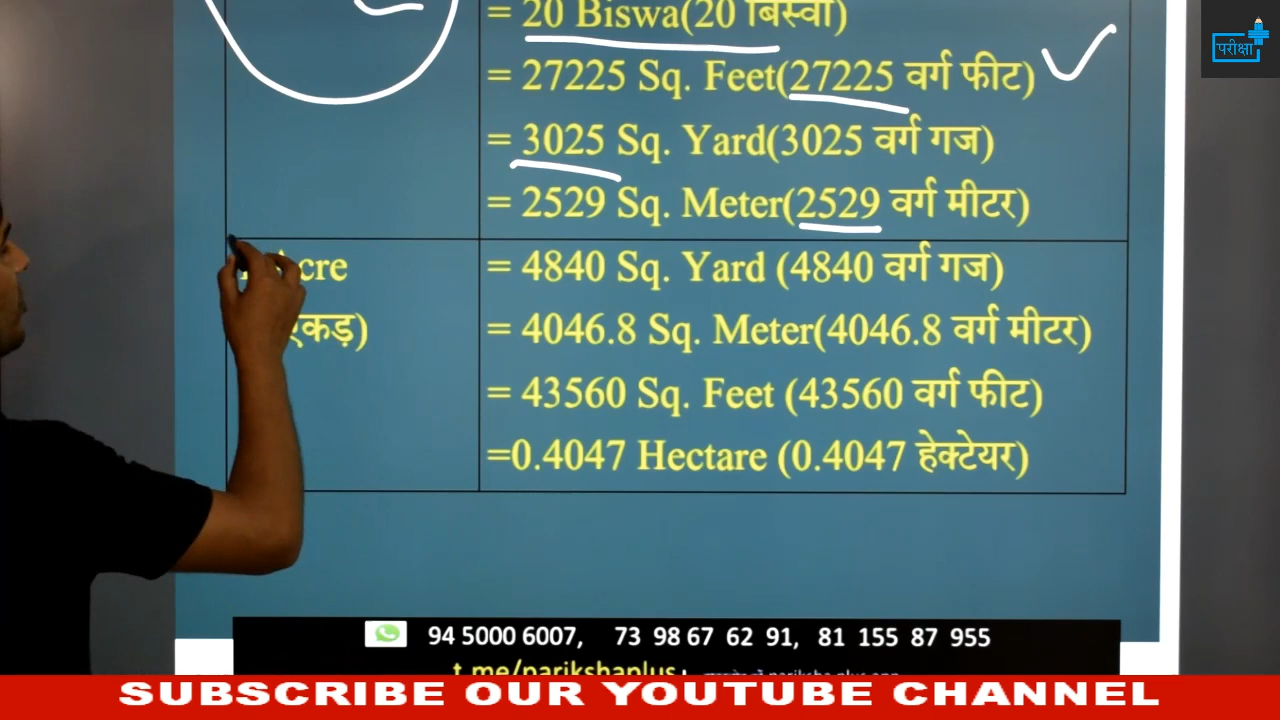 = 20 Biswa(20 बिस्वा)
= 27225 Sq. Feet(27225 वर्ग फीट)
= 3025 Sq. Yard(3025 वर्ग गज)
= 2529 Sq. Meter(2529 वर्ग मीटर)
= 4840 Sq. Yard (4840 वर्ग गज)
= 4046.8 Sq. Meter(4046.8 वर्ग मीटर)
एकड़)
= 43560 Sq. Feet (43560 वर्ग फीट)
=0.4047 Hectare (0.4047 हेक्टेयर)
परीक्षा
94 5000 6007, 73 98 67 62 91, 81 155 87 955
t.me/parikshaplus
SUBSCRIBE OUR YOUTUBE CHANNEL